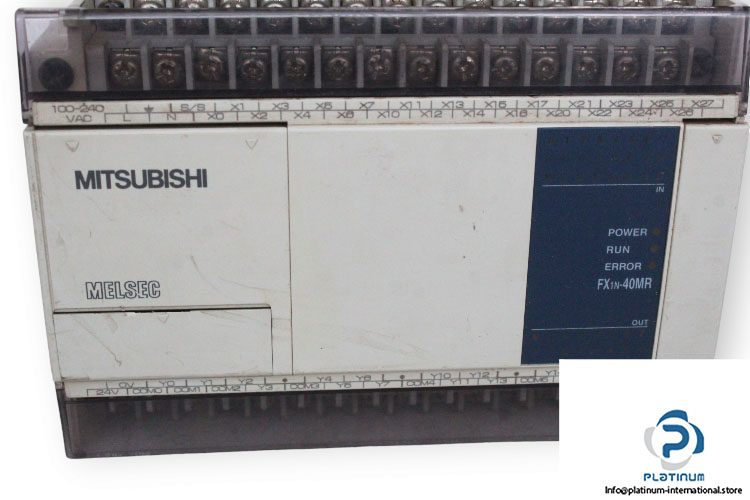 100-240 ⏚ S/S X1 X3 X5 X7 X11 X13 X15 X17 X21 X23 X25 X27
VAC L N X0 X2 X4 X6 X10 X12 X14 X16 X20 X22 X24 X26
MITSUBISHI
IN
POWER
RUN
ERROR
MELSEC
FX1N-40MR
OUT
0V Y0 Y1 Y2 • Y4 Y6 • Y10 Y12 •
24V COM0 COM1 COM2 Y3 COM3 Y5 Y7 COM4 Y11 Y13
P
PLATINUM
Info@platinum-international.store